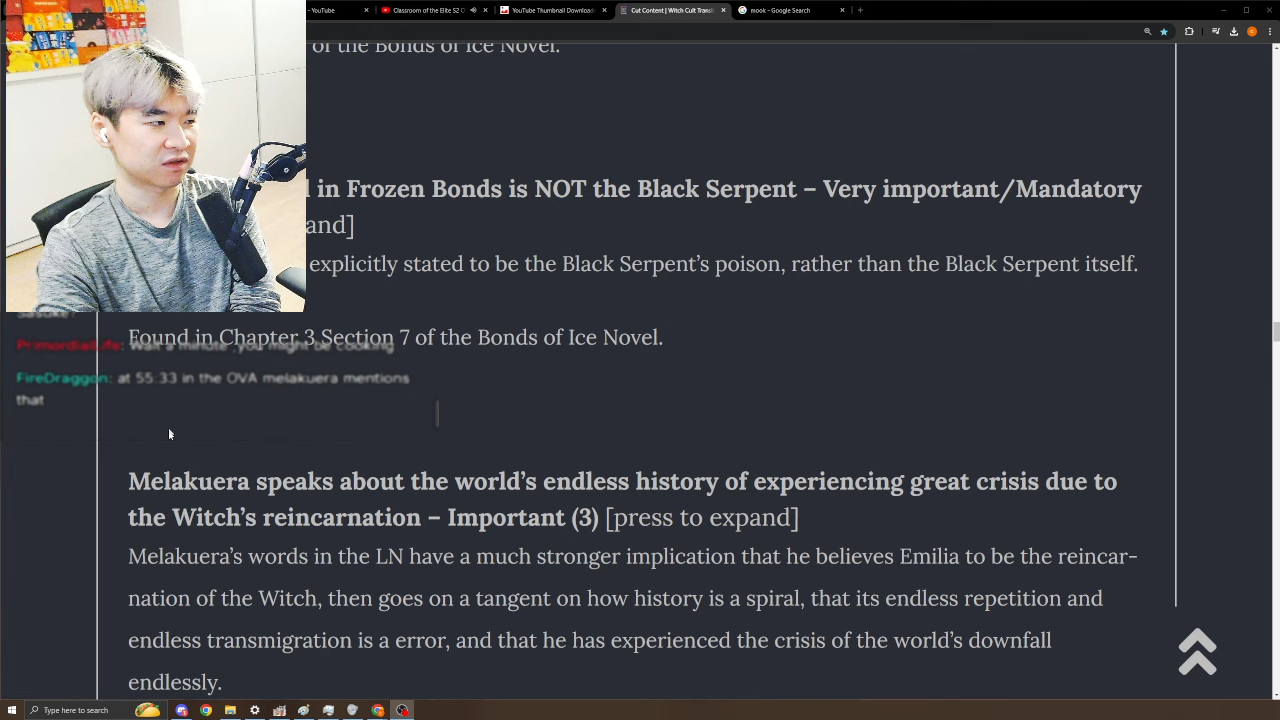 - YouTube
Classroom of the Elite S2 O
YouTube Thumbnail Download
Cut Content | Witch Cult Trans
mook - Google Search
of the Bonds of Ice Novel.
l in Frozen Bonds is NOT the Black Serpent – Very important/Mandatory
and]
explicitly stated to be the Black Serpent’s poison, rather than the Black Serpent itself.
Found in Chapter 3 Section 7 of the Bonds of Ice Novel.
PrimordialLife: Wait a minute ,you might be cooking
FireDraggon: at 55:33 in the OVA melakuera mentions
that
Melakuera speaks about the world’s endless history of experiencing great crisis due to
the Witch’s reincarnation – Important (3) [press to expand]
Melakuera’s words in the LN have a much stronger implication that he believes Emilia to be the reincar-
nation of the Witch, then goes on a tangent on how history is a spiral, that its endless repetition and
endless transmigration is a error, and that he has experienced the crisis of the world’s downfall
endlessly.
Type here to search